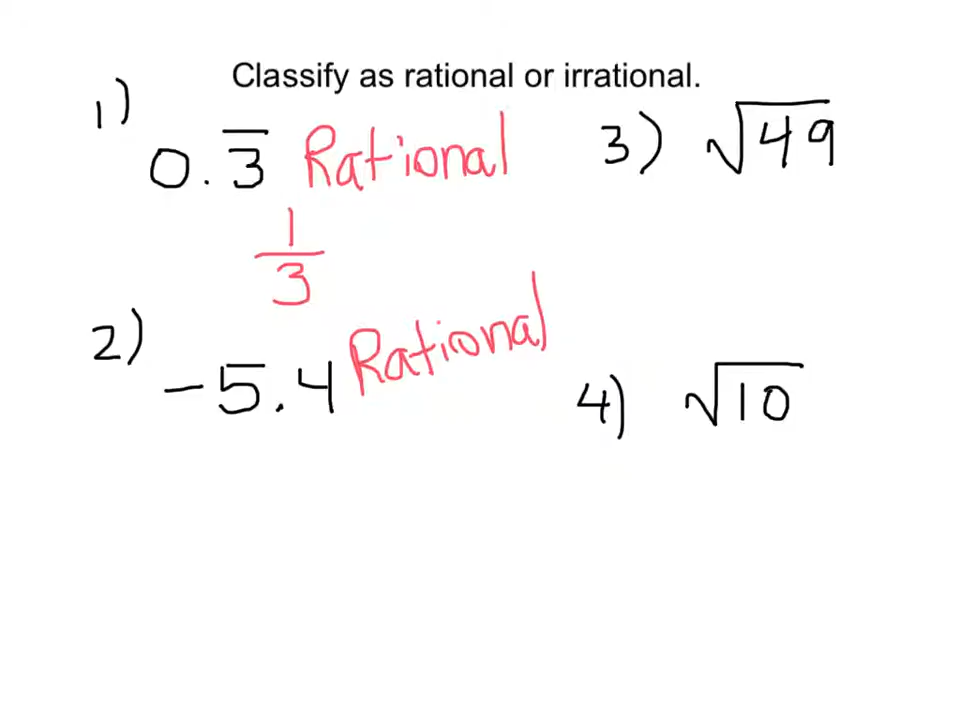 Classify as rational or irrational.
1) 0.3̅ Rational
1/3
2) -5.4 Rational
3) √49
4) √10